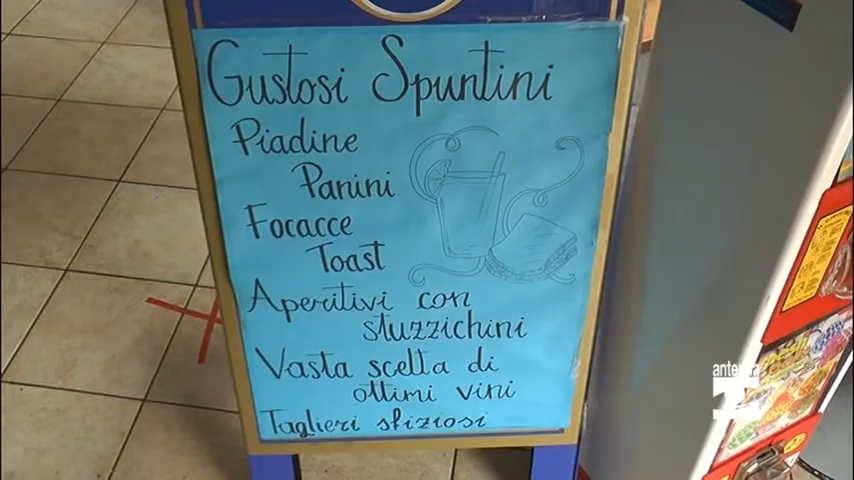 Gustosi Spuntini
Piadine
Panini
Focacce
Toast
Aperitivi con
stuzzichini
Vasta scelta di
ottimi vini
Taglieri sfiziosi